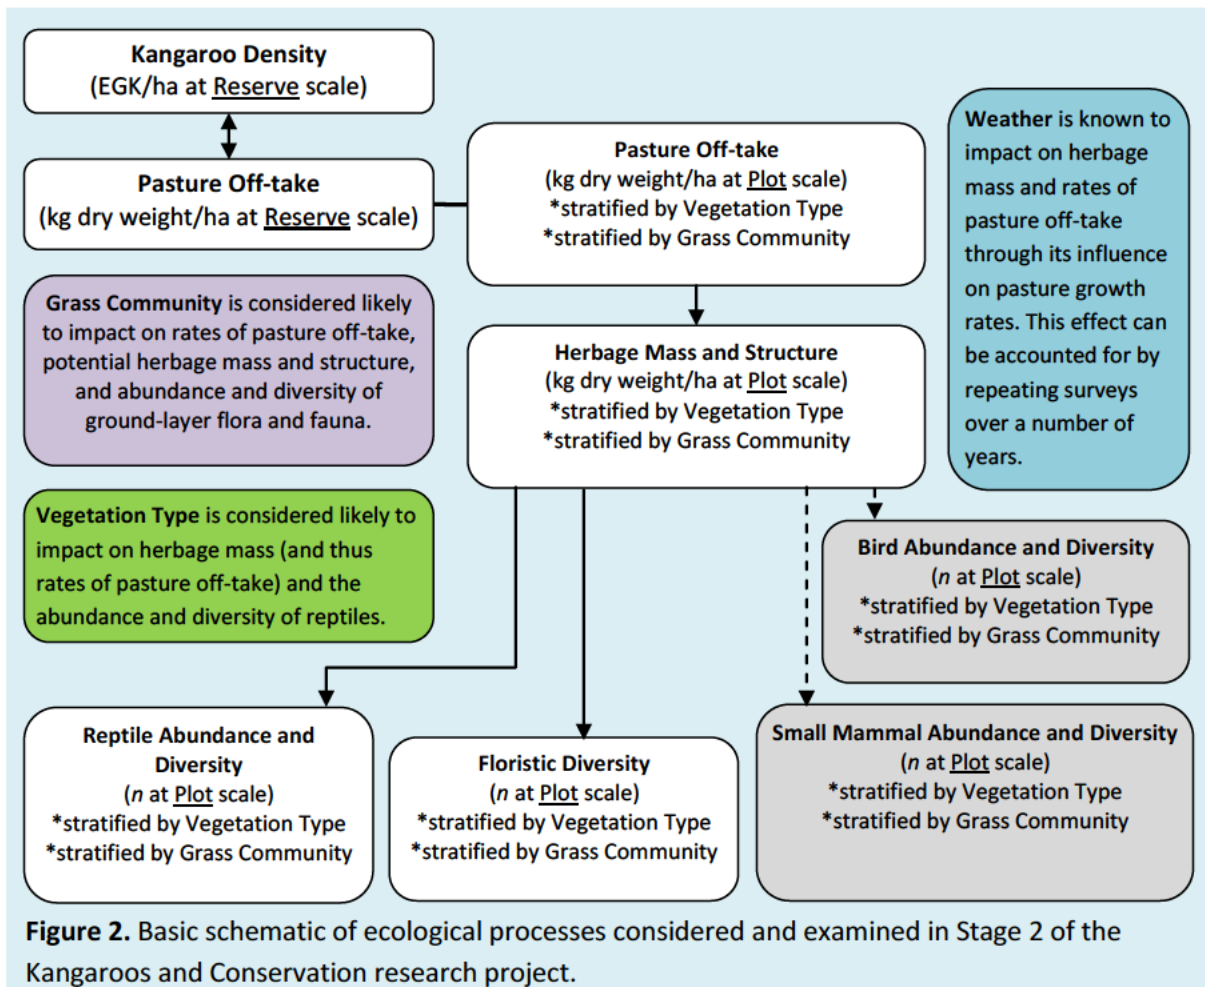 Kangaroo Density
(EGK/ha at Reserve scale)
Pasture Off-take
(kg dry weight/ha at Reserve scale)
Pasture Off-take
(kg dry weight/ha at Plot scale)
*stratified by Vegetation Type
*stratified by Grass Community
Weather is known to
impact on herbage
mass and rates of
pasture off-take
through its influence
on pasture growth
rates. This effect can
be accounted for by
repeating surveys
over a number of
years.
Grass Community is considered likely
to impact on rates of pasture off-take,
potential herbage mass and structure,
and abundance and diversity of
ground-layer flora and fauna.
Herbage Mass and Structure
(kg dry weight/ha at Plot scale)
*stratified by Vegetation Type
*stratified by Grass Community
Vegetation Type is considered likely to
impact on herbage mass (and thus
rates of pasture off-take) and the
abundance and diversity of reptiles.
Bird Abundance and Diversity
(n at Plot scale)
*stratified by Vegetation Type
*stratified by Grass Community
Reptile Abundance and
Diversity
(n at Plot scale)
*stratified by Vegetation Type
*stratified by Grass Community
Floristic Diversity
(n at Plot scale)
*stratified by Vegetation Type
*stratified by Grass Community
Small Mammal Abundance and Diversity
(n at Plot scale)
*stratified by Vegetation Type
*stratified by Grass Community
Figure 2. Basic schematic of ecological processes considered and examined in Stage 2 of the
Kangaroos and Conservation research project.